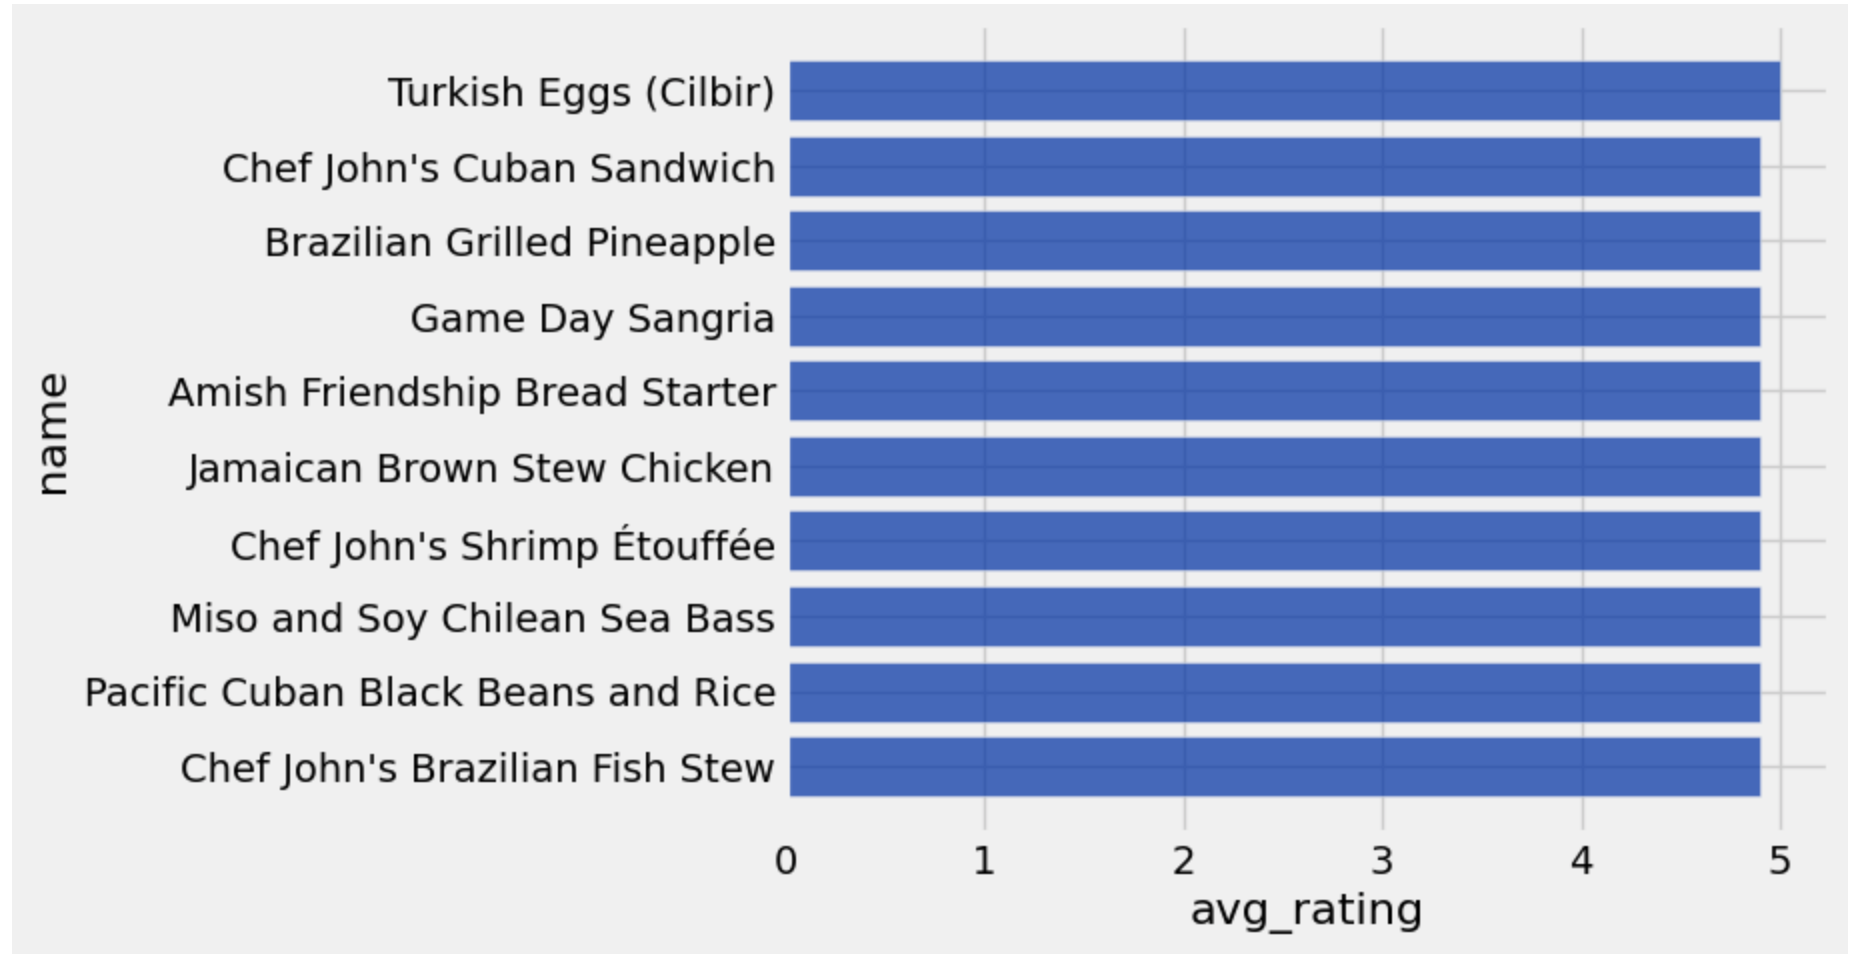 Turkish Eggs (Cilbir)
Chef John's Cuban Sandwich
Brazilian Grilled Pineapple
Game Day Sangria
Amish Friendship Bread Starter
Jamaican Brown Stew Chicken
Chef John's Shrimp Étouffée
Miso and Soy Chilean Sea Bass
Pacific Cuban Black Beans and Rice
Chef John's Brazilian Fish Stew
name
0 1 2 3 4 5
avg_rating